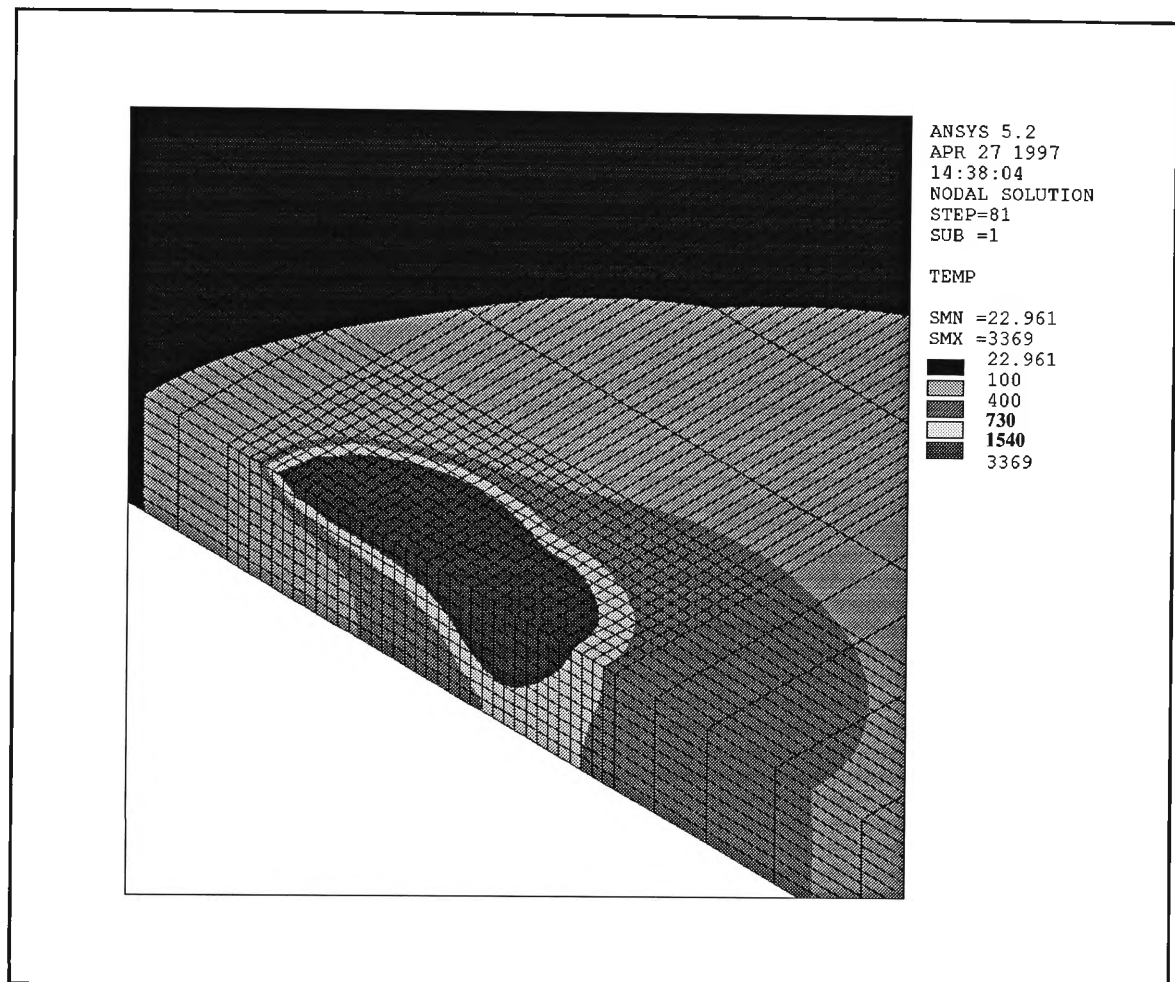 ANSYS 5.2
APR 27 1997
14:38:04
NODAL SOLUTION
STEP=81
SUB =1
TEMP
SMN =22.961
SMX =3369
22.961
100
400
730
1540
3369